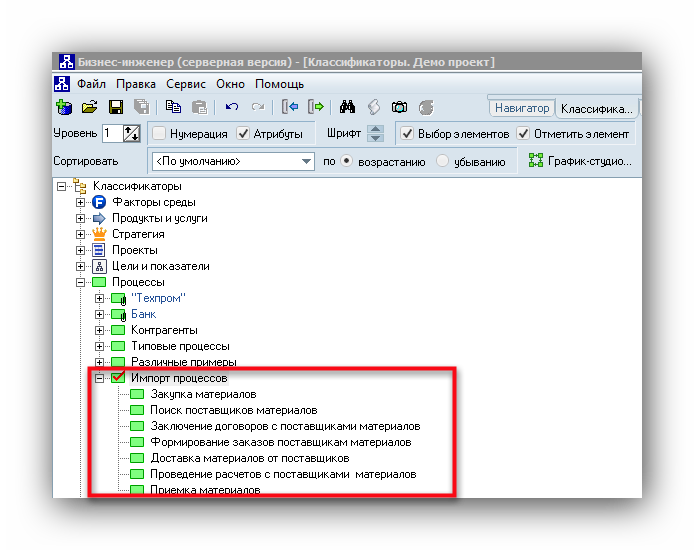 Бизнес-инженер (серверная версия) - [Классификаторы. Демо проект]
Файл Правка Сервис Окно Помощь
Навигатор Классифика...
Уровень 1 Нумерация Атрибуты Шрифт Выбор элементов Отметить элемент
Сортировать <По умолчанию> по возрастанию убыванию График-студио...
Классификаторы
Факторы среды
Продукты и услуги
Стратегия
Проекты
Цели и показатели
Процессы
"Техпром"
Банк
Контрагенты
Типовые процессы
Различные примеры
Импорт процессов
Закупка материалов
Поиск поставщиков материалов
Заключение договоров с поставщиками материалов
Формирование заказов поставщикам материалов
Доставка материалов от поставщиков
Проведение расчетов с поставщиками материалов
Приемка материалов